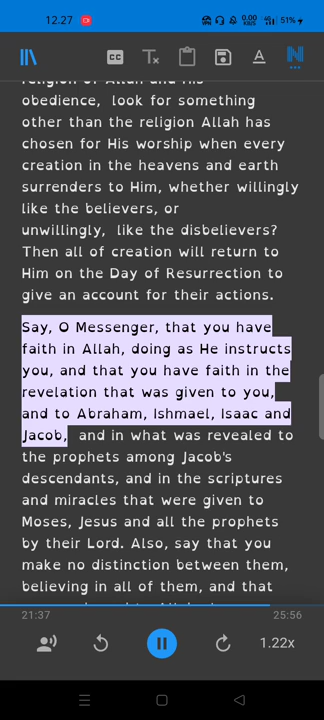 12.27
0.00
KB/s
4G
51%
CC
A
N
religion of Allah and His
obedience, look for something
other than the religion Allah has
chosen for His worship when every
creation in the heavens and earth
surrenders to Him, whether willingly
like the believers, or
unwillingly, like the disbelievers?
Then all of creation will return to
Him on the Day of Resurrection to
give an account for their actions.
Say, O Messenger, that you have
faith in Allah, doing as He instructs
you, and that you have faith in the
revelation that was given to you,
and to Abraham, Ishmael, Isaac and
Jacob, and in what was revealed to
the prophets among Jacob's
descendants, and in the scriptures
and miracles that were given to
Moses, Jesus and all the prophets
by their Lord. Also, say that you
make no distinction between them,
believing in all of them, and that
21:37
25:56
1.22x